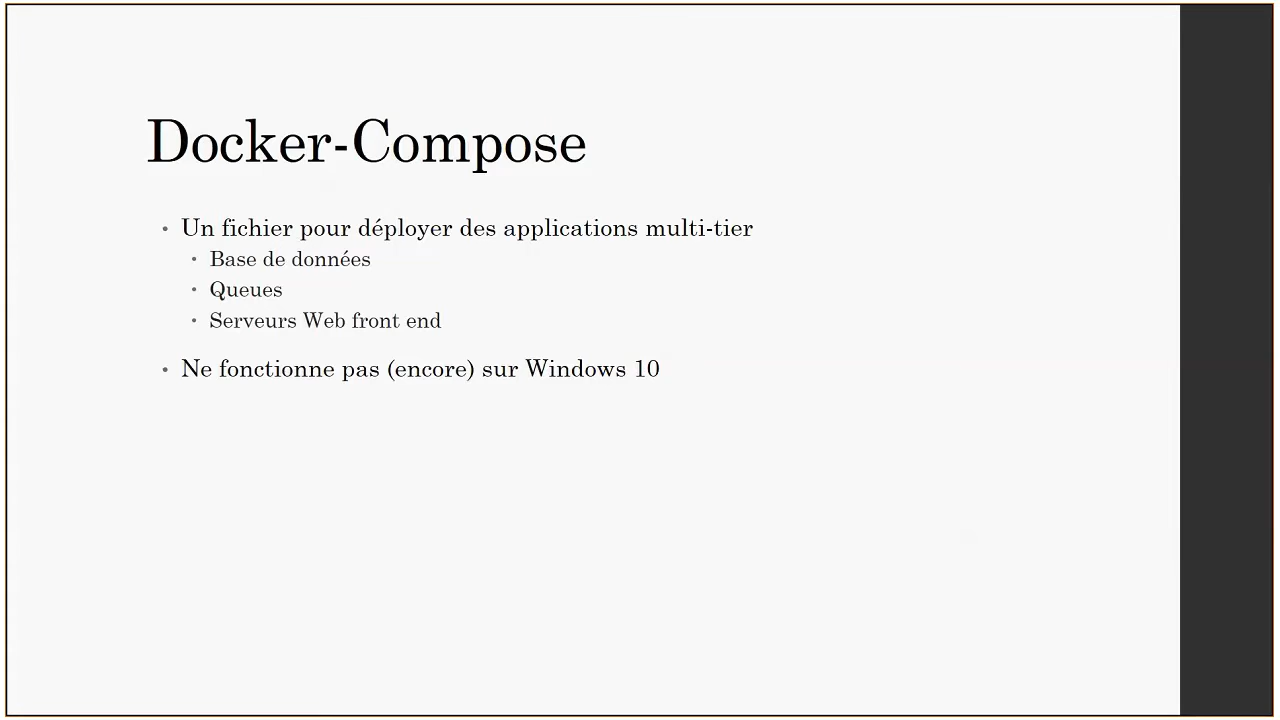 Docker-Compose
• Un fichier pour déployer des applications multi-tier
• Base de données
• Queues
• Serveurs Web front end
• Ne fonctionne pas (encore) sur Windows 10